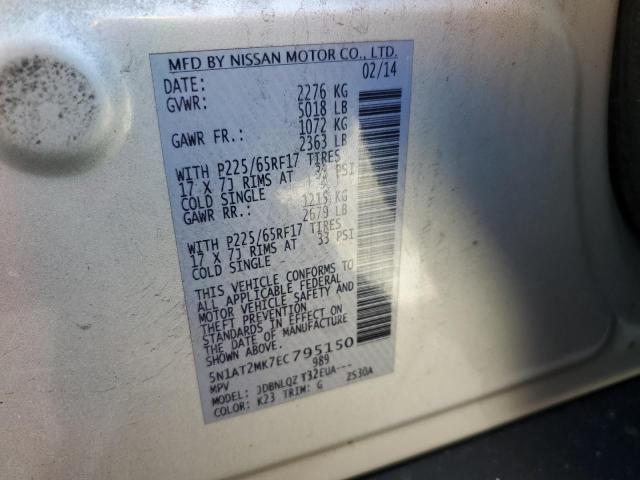 MFD BY NISSAN MOTOR CO., LTD.
DATE: 02/14
GVWR: 2276 KG
5018 LB
GAWR FR.: 1072 KG
2363 LB
WITH P225/65RF17 TIRES
17 X 7J RIMS AT 33 PSI
COLD SINGLE
GAWR RR.: 1215 KG
2679 LB
WITH P225/65RF17 TIRES
17 X 7J RIMS AT 33 PSI
COLD SINGLE
THIS VEHICLE CONFORMS TO
ALL APPLICABLE FEDERAL
MOTOR VEHICLE SAFETY AND
THEFT PREVENTION STANDARDS
IN EFFECT ON
THE DATE OF MANUFACTURE
SHOWN ABOVE.
5N1AT2MK7EC795150
MPV 989
MODEL: JDBNLQZ T32EUA---
COLOR: K23 TRIM: G 2530A